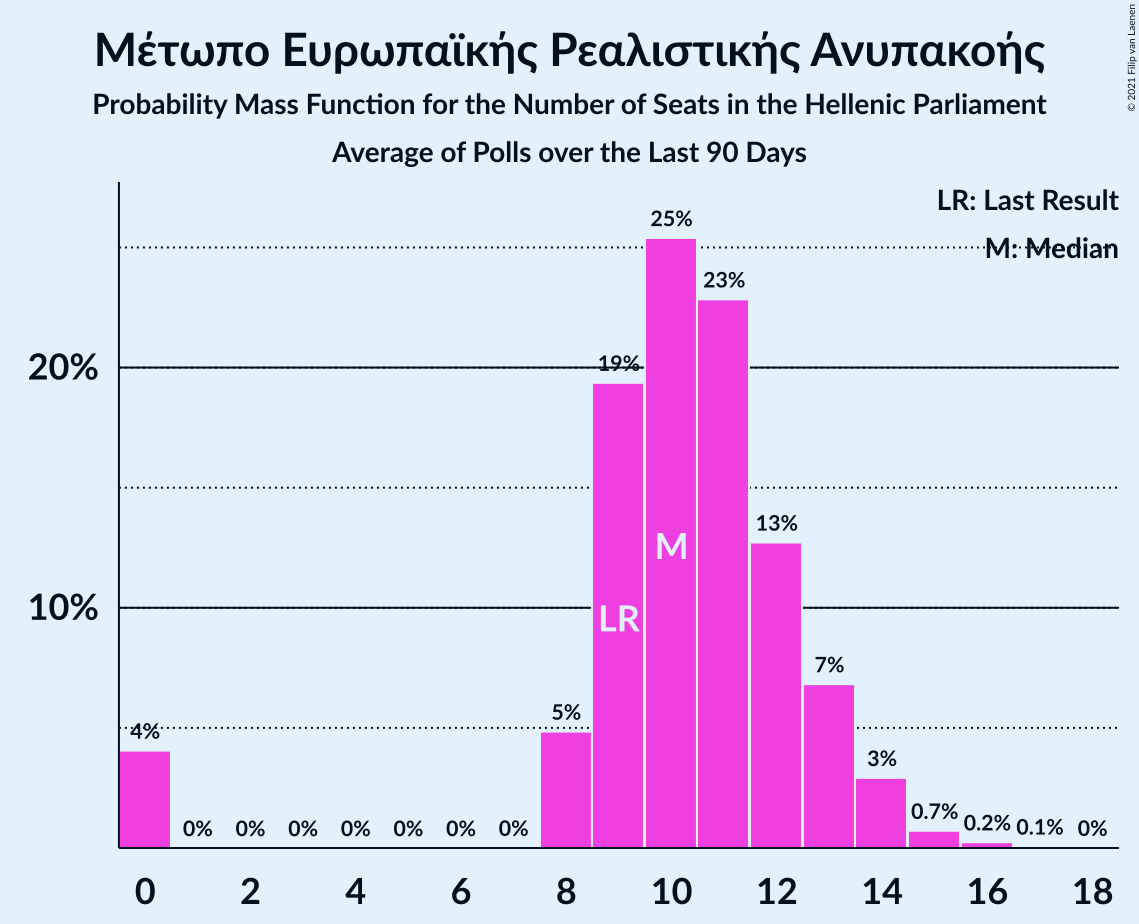 Μέτωπο Ευρωπαϊκής Ρεαλιστικής Ανυπακοής
Probability Mass Function for the Number of Seats in the Hellenic Parliament
Average of Polls over the Last 90 Days
© 2021 Filip van Laenen
LR: Last Result
M: Median
25%
23%
20%
19%
13%
M
10%
LR
7%
5%
4%
3%
0% 0% 0% 0% 0% 0% 0% 0.7% 0.2% 0.1% 0%
0 2 4 6 8 10 12 14 16 18